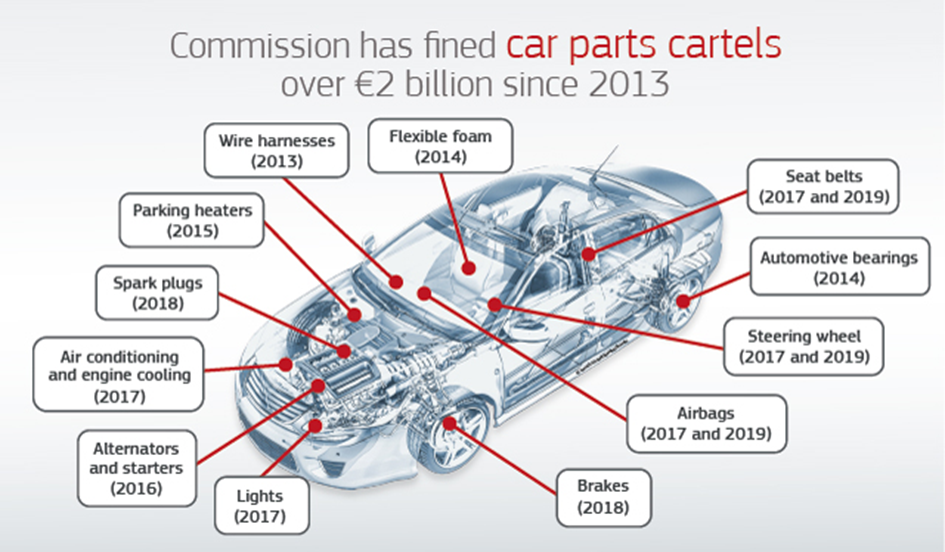 Commission has fined car parts cartels
over €2 billion since 2013
Wire harnesses
(2013)
Flexible foam
(2014)
Seat belts
(2017 and 2019)
Parking heaters
(2015)
Automotive bearings
(2014)
Spark plugs
(2018)
Steering wheel
(2017 and 2019)
Air conditioning
and engine cooling
(2017)
Airbags
(2017 and 2019)
Alternators
and starters
(2016)
Lights
(2017)
Brakes
(2018)